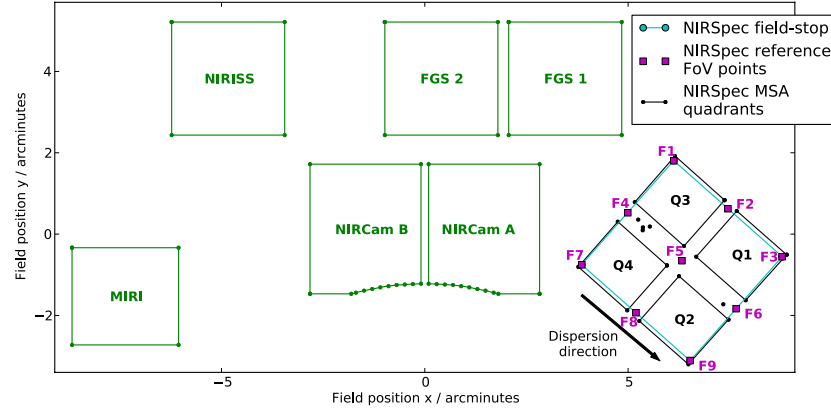 NIRSpec field-stop
NIRSpec reference
FoV points
NIRSpec MSA
quadrants
NIRISS
FGS 2
FGS 1
NIRCam B
NIRCam A
MIRI
F1
Q3
F4
F2
F7
F5
Q1
F3
Q4
F8
Q2
F6
F9
Dispersion
direction
4
2
0
−2
−5
0
5
Field position x / arcminutes
Field position y / arcminutes